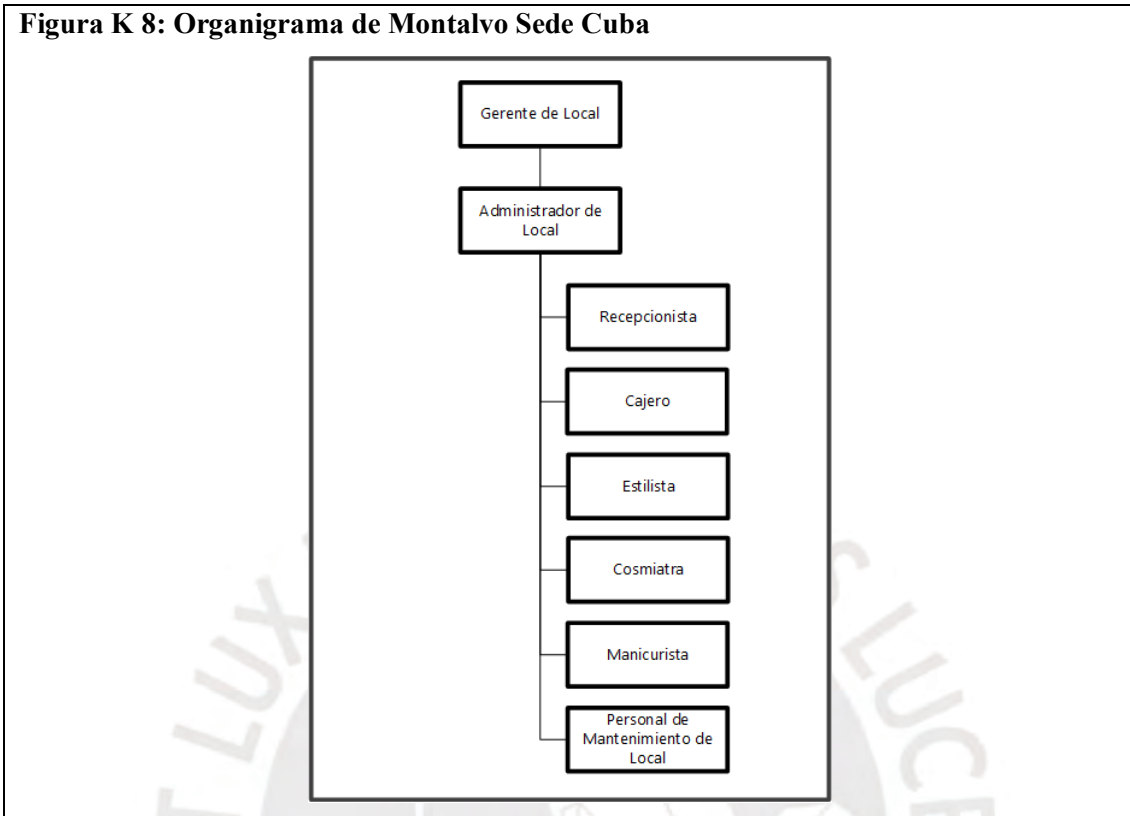 Figura K 8: Organigrama de Montalvo Sede Cuba
Gerente de Local
Administrador de
Local
Recepcionista
Cajero
Estilista
Cosmiatra
Manicurista
Personal de
Mantenimiento de
Local